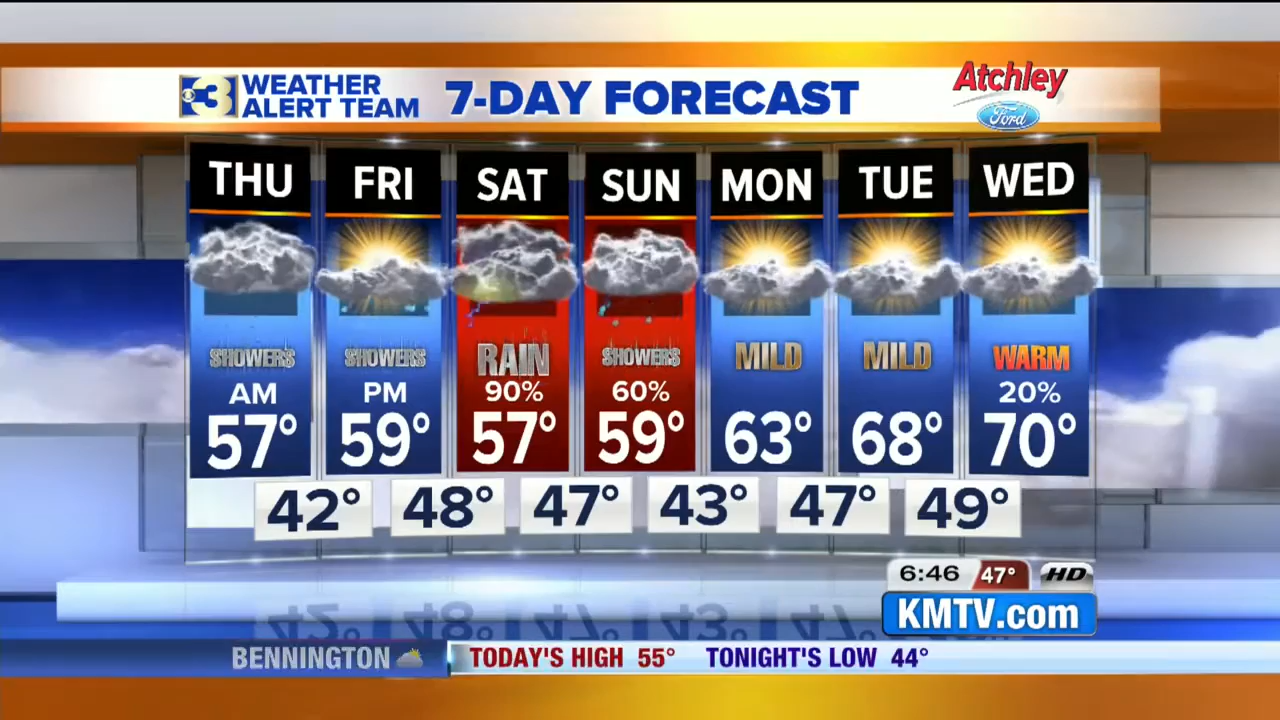 3 WEATHER ALERT TEAM
7-DAY FORECAST
Atchley
Ford
THU FRI SAT SUN MON TUE WED
SHOWERS SHOWERS RAIN SHOWERS MILD MILD WARM
AM PM 90% 60% 20%
57° 59° 57° 59° 63° 68° 70°
42° 48° 47° 43° 47° 49°
6:46 47° HD
KMTV.com
BENNINGTON TODAY'S HIGH 55° TONIGHT'S LOW 44°